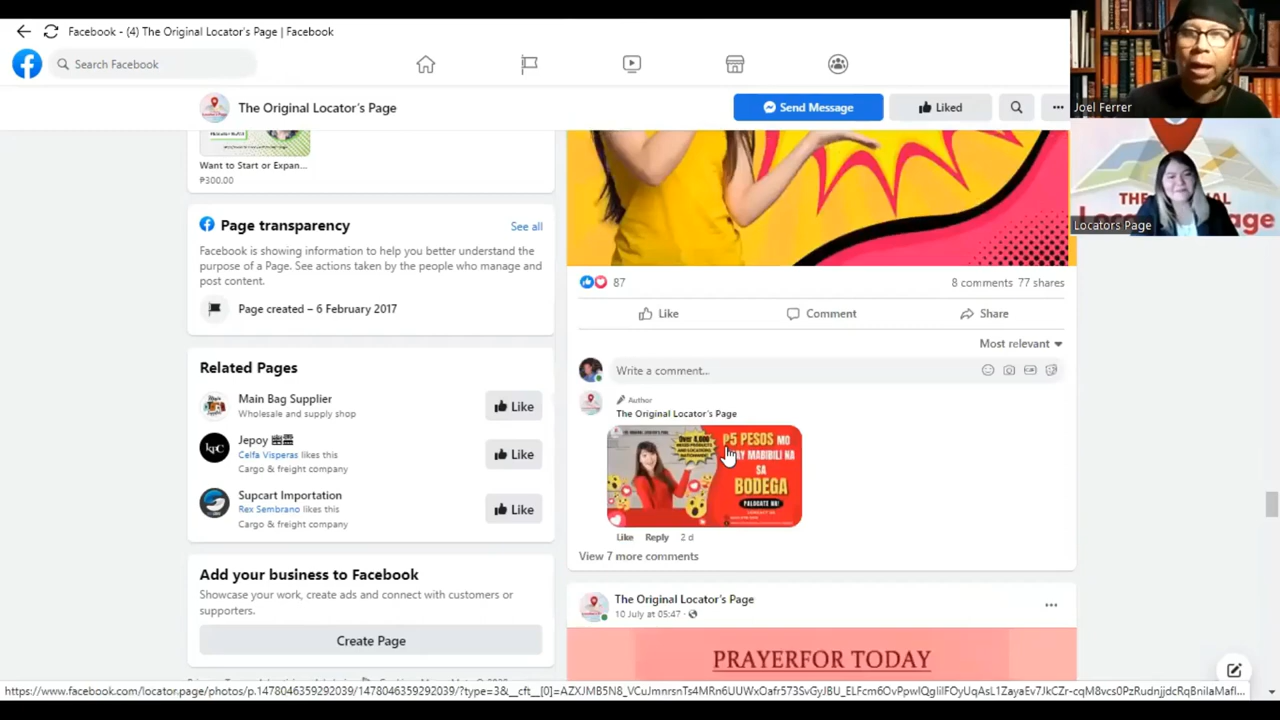 Facebook - (4) The Original Locator's Page | Facebook
Search Facebook
The Original Locator's Page
Send Message
Liked
Joel Ferrer
Locators Page
Want to Start or Expan...
₱300.00
Page transparency
See all
Facebook is showing information to help you better understand the
purpose of a Page. See actions taken by the people who manage and
post content.
Page created – 6 February 2017
Related Pages
Main Bag Supplier
Wholesale and supply shop
Like
Jepoy
Celfa Visperas likes this
Cargo & freight company
Like
Supcart Importation
Rex Sembrano likes this
Cargo & freight company
Like
Add your business to Facebook
Showcase your work, create ads and connect with customers or
supporters.
Create Page
87
8 comments 77 shares
Like
Comment
Share
Most relevant
Write a comment...
Author
The Original Locator's Page
Over 4,000
P5 PESOS MO
MABIBILI NA
SA
BODEGA
PALOCATE NA!
Like Reply 2 d
View 7 more comments
The Original Locator's Page
10 July at 05:47
PRAYERFOR TODAY